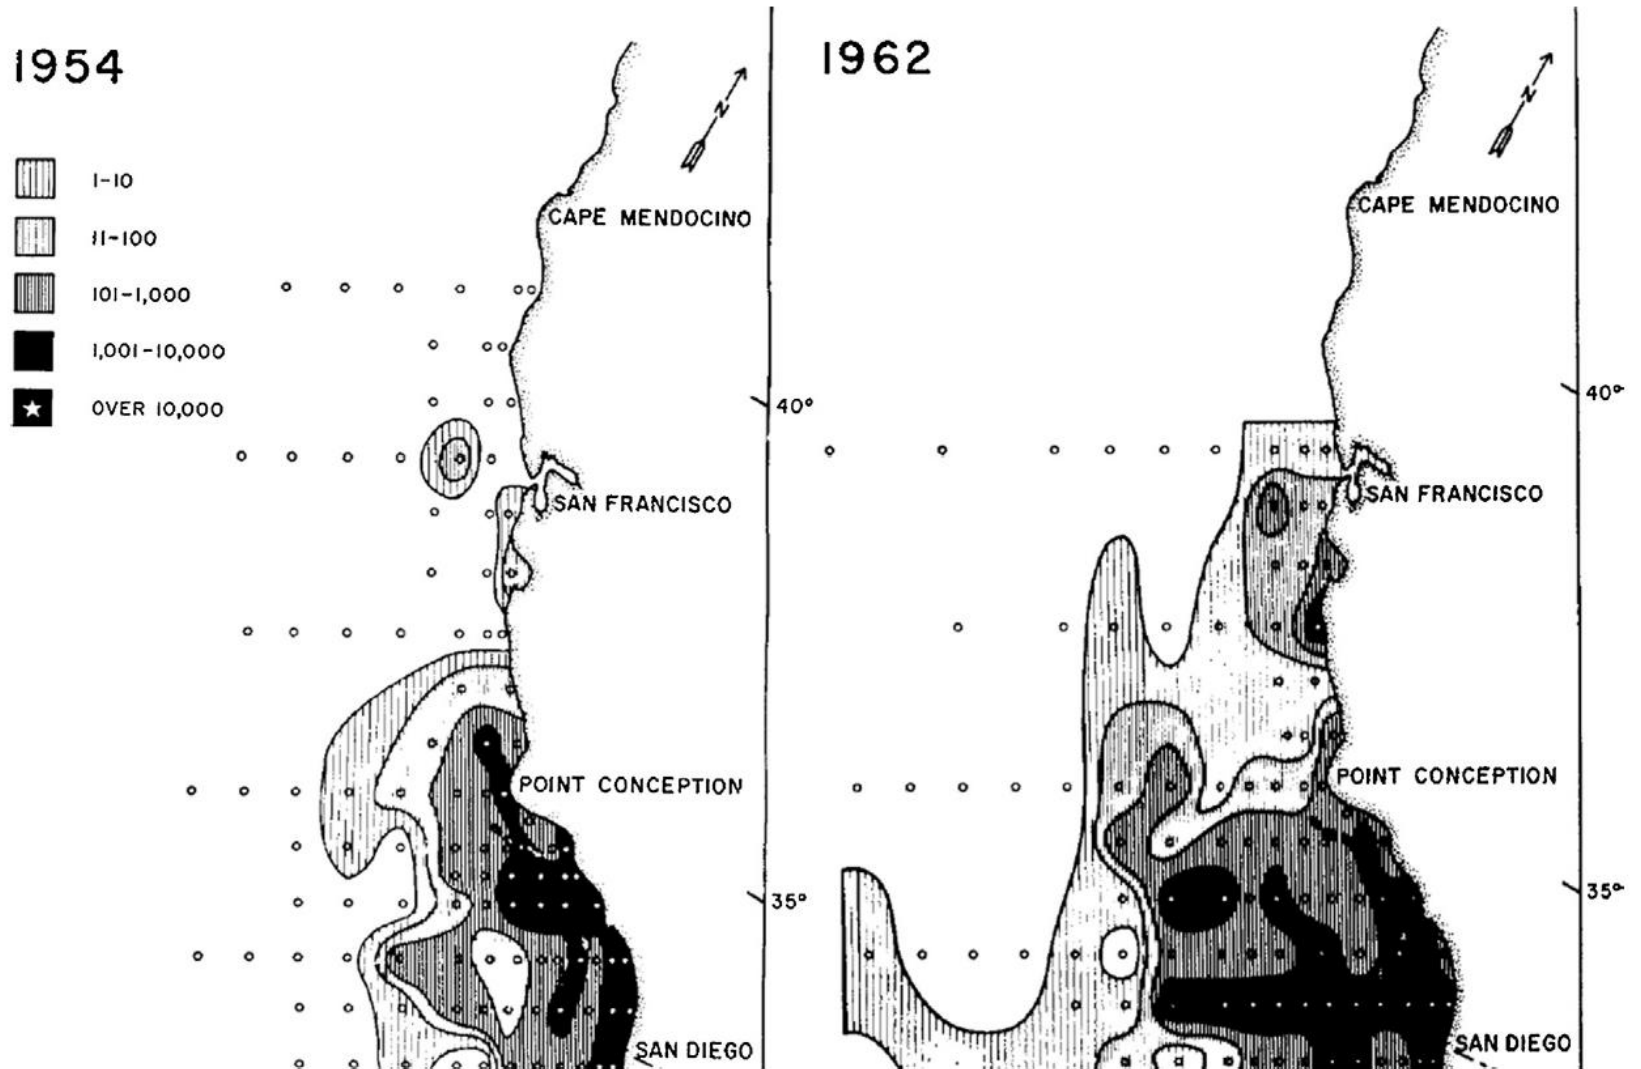 1954
1-10
11-100
101-1,000
1,001-10,000
OVER 10,000
N
CAPE MENDOCINO
40°
SAN FRANCISCO
POINT CONCEPTION
35°
SAN DIEGO
1962
N
CAPE MENDOCINO
40°
SAN FRANCISCO
POINT CONCEPTION
35°
SAN DIEGO